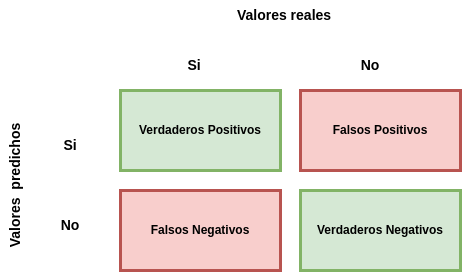 Valores reales
Si
No
Valores predichos
Si
Verdaderos Positivos
Falsos Positivos
No
Falsos Negativos
Verdaderos Negativos